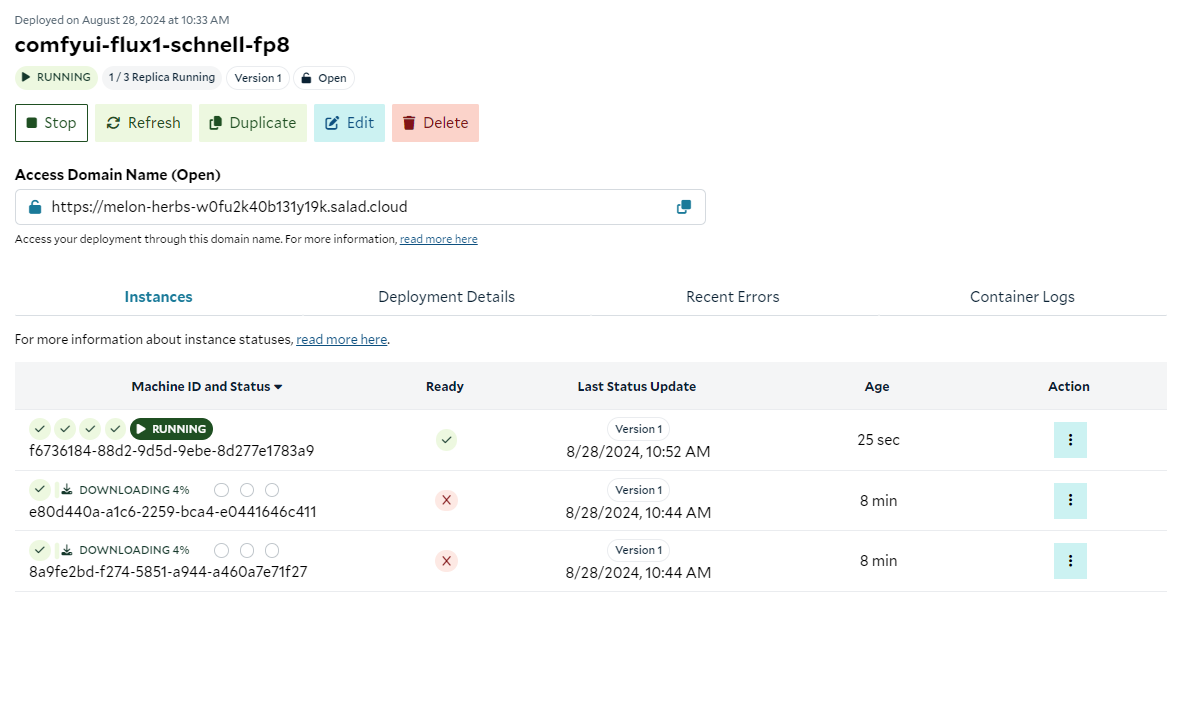 Deployed on August 28, 2024 at 10:33 AM
comfyui-flux1-schnell-fp8
RUNNING 1 / 3 Replica Running Version 1 Open
Stop Refresh Duplicate Edit Delete
Access Domain Name (Open)
https://melon-herbs-w0fu2k40b131y19k.salad.cloud
Access your deployment through this domain name. For more information, read more here
Instances Deployment Details Recent Errors Container Logs
For more information about instance statuses, read more here.
Machine ID and Status Ready Last Status Update Age Action
RUNNING Version 1
f6736184-88d2-9d5d-9ebe-8d277e1783a9 8/28/2024, 10:52 AM 25 sec
DOWNLOADING 4% Version 1
e80d440a-a1c6-2259-bca4-e0441646c411 8/28/2024, 10:44 AM 8 min
DOWNLOADING 4% Version 1
8a9fe2bd-f274-5851-a944-a460a7e71f27 8/28/2024, 10:44 AM 8 min